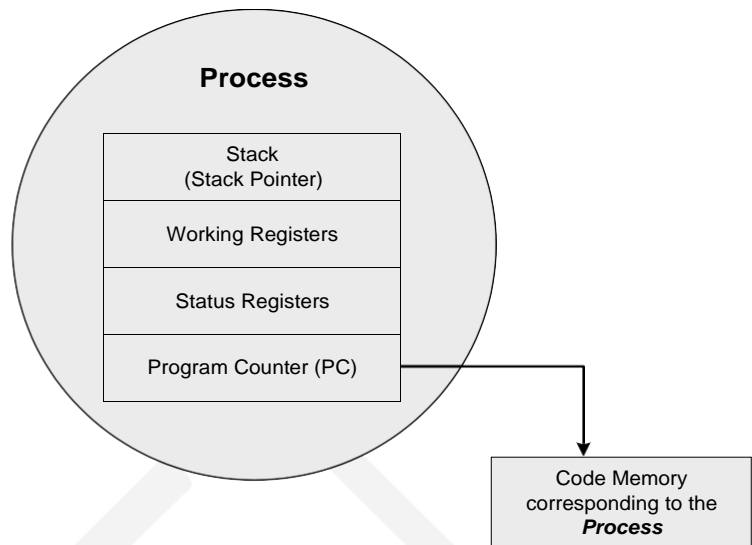 Process
Stack
(Stack Pointer)
Working Registers
Status Registers
Program Counter (PC)
Code Memory
corresponding to the
Process